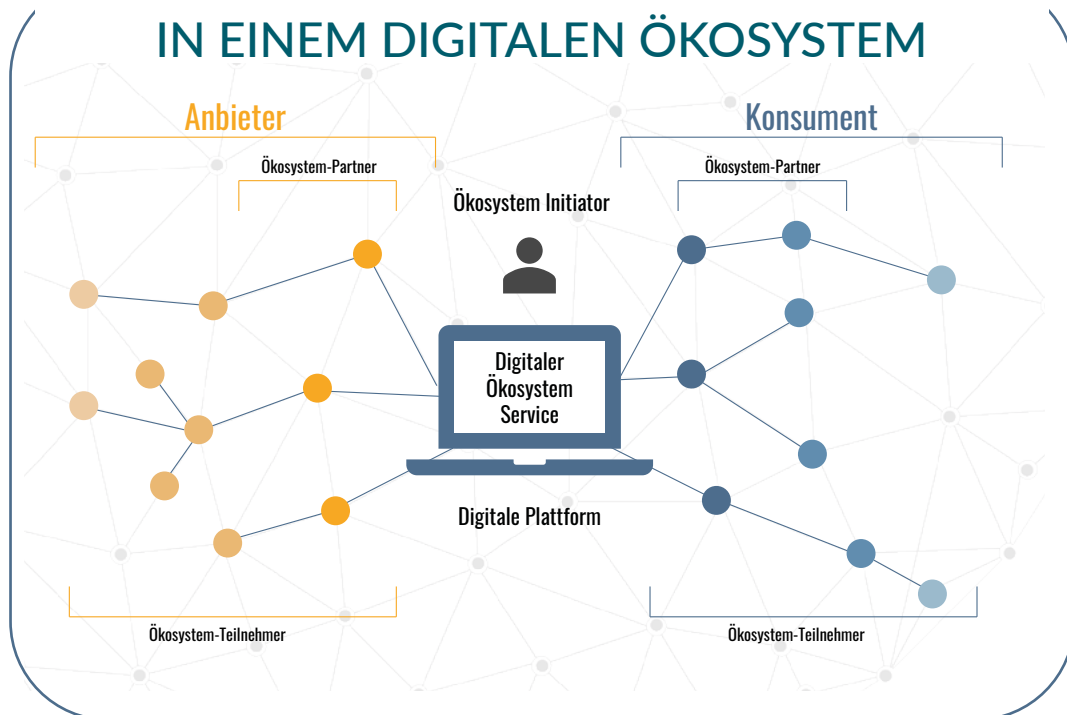 IN EINEM DIGITALEN ÖKOSYSTEM
Anbieter
Konsument
Ökosystem-Partner
Ökosystem-Partner
Ökosystem Initiator
Digitaler
Ökosystem
Service
Digitale Plattform
Ökosystem-Teilnehmer
Ökosystem-Teilnehmer